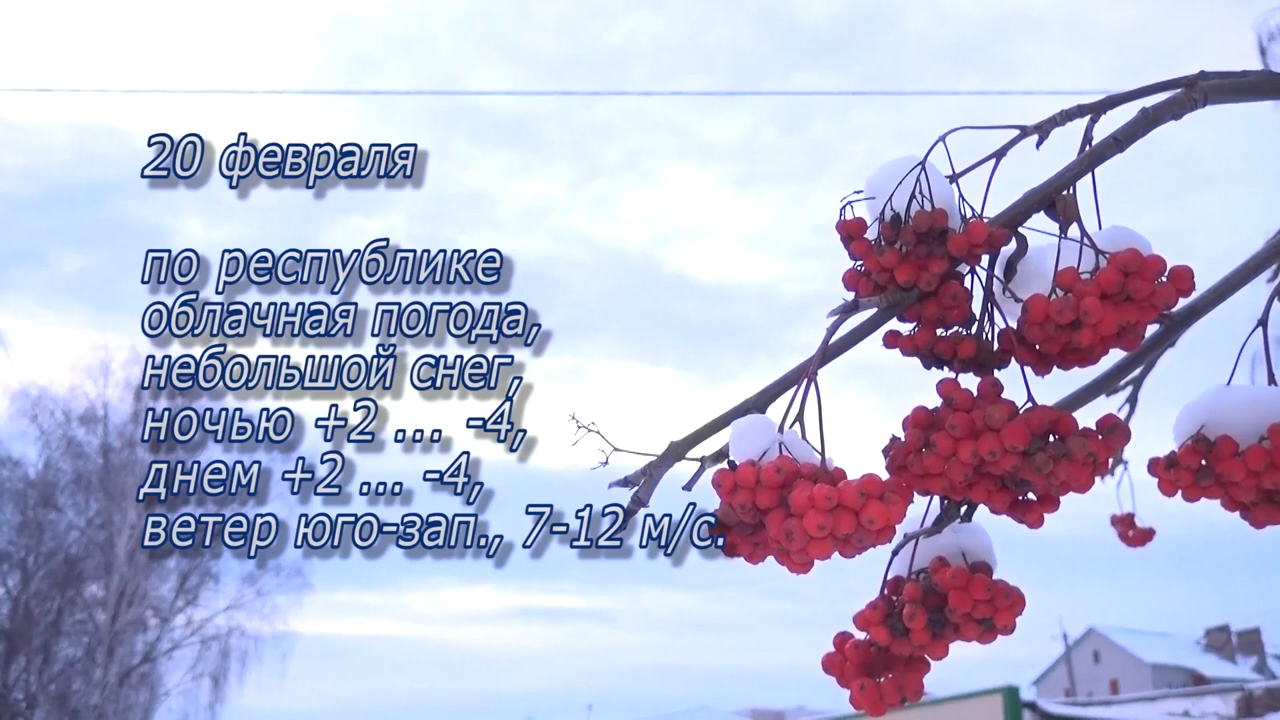 20 февраля
по республике
облачная погода,
небольшой снег,
ночью +2 ... -4,
днем +2 ... -4,
ветер юго-зап., 7-12 м/с.